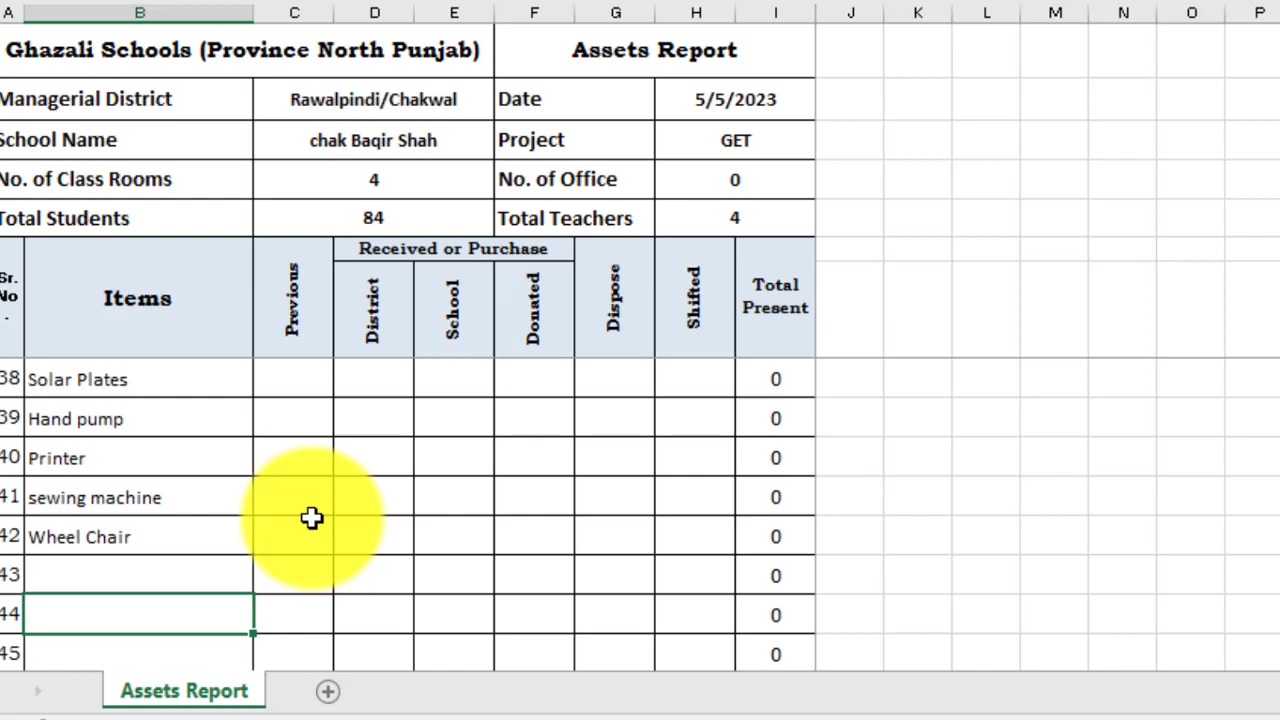 A B C D E F G H I J K L M N O P
Ghazali Schools (Province North Punjab) Assets Report
Managerial District Rawalpindi/Chakwal Date 5/5/2023
School Name chak Baqir Shah Project GET
No. of Class Rooms 4 No. of Office 0
Total Students 84 Total Teachers 4
Sr. No . Items Previous Received or Purchase District School Donated Dispose Shifted Total Present
38 Solar Plates 0
39 Hand pump 0
40 Printer 0
41 sewing machine 0
42 Wheel Chair 0
43 0
44 0
45 0
Assets Report